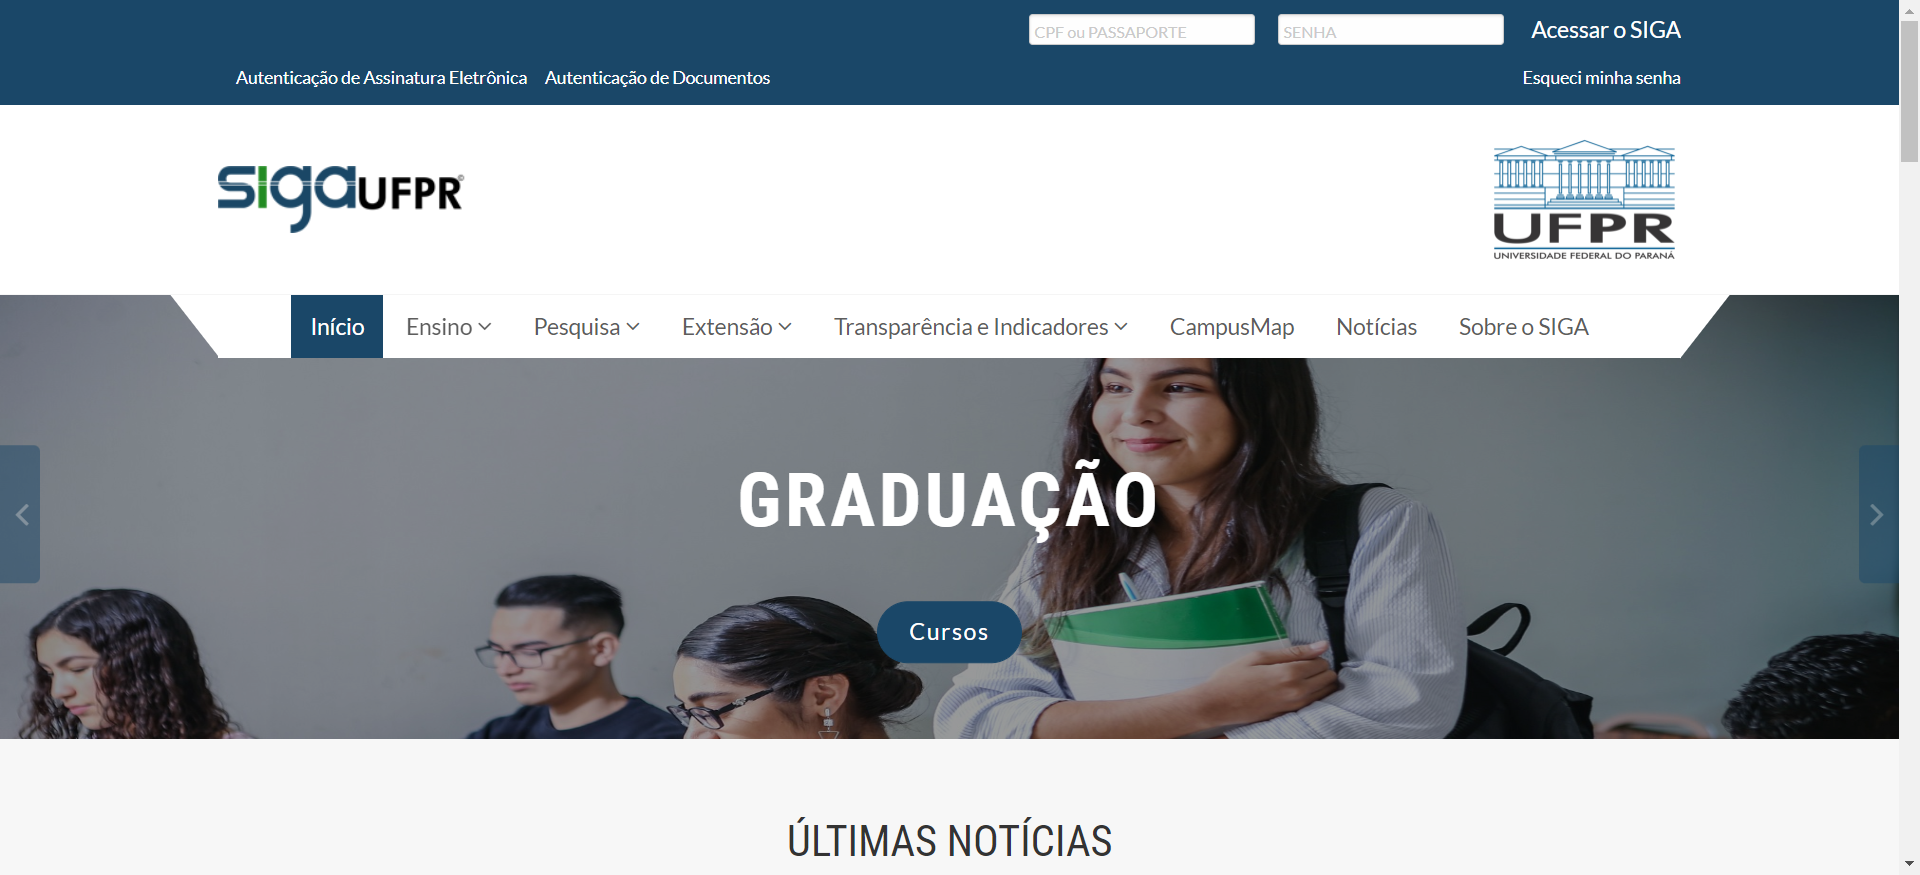 CPF ou PASSAPORTE
SENHA
Acessar o SIGA
Autenticação de Assinatura Eletrônica
Autenticação de Documentos
Esqueci minha senha
sigaUFPR©
UFPR
UNIVERSIDADE FEDERAL DO PARANÁ
Início
Ensino
Pesquisa
Extensão
Transparência e Indicadores
CampusMap
Notícias
Sobre o SIGA
GRADUAÇÃO
Cursos
ÚLTIMAS NOTÍCIAS